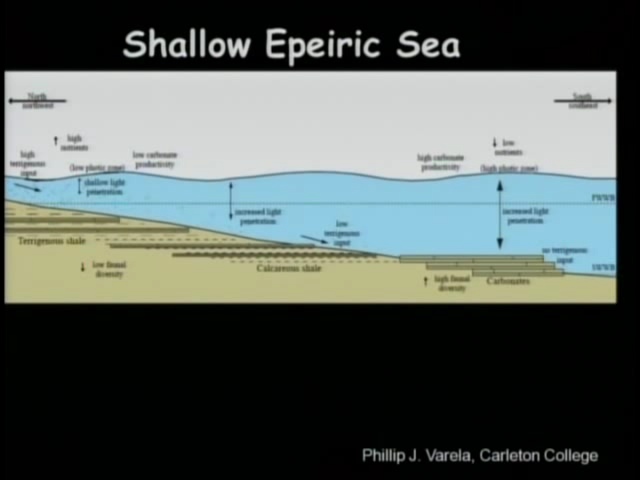 Shallow Epeiric Sea
North
northwest
South
southeast
↑ high
nutrients
↓ low
nutrients
high
terrigenous
input
(low photic zone)
low carbonate
productivity
high carbonate
productivity
(high photic zone)
shallow light
penetration
FWWB
increased light
penetration
increased light
penetration
low
terrigenous
input
Terrigenous shale
no terrigenous
input
↓ low faunal
diversity
Calcareous shale
SWWB
↑ high faunal
diversity
Carbonates
Phillip J. Varela, Carleton College